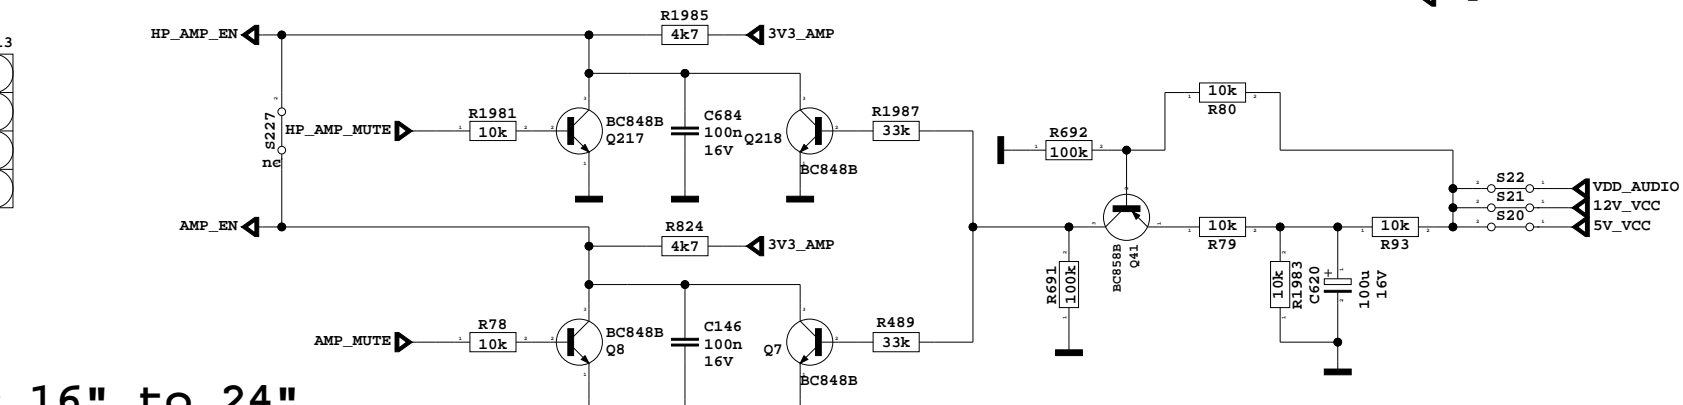 R1985
HP_AMP_EN
4k7
3V3_AMP
10k
R80
R1981
HP_AMP_MUTE
10k
BC848B
Q217
C684
100n
16V
Q218
R1987
33k
BC848B
S227
nc
R692
100k
S22
VDD_AUDIO
S21
12V_VCC
S20
5V_VCC
AMP_EN
R824
4k7
3V3_AMP
BC858B
Q41
10k
R79
10k
R93
R691
100k
10k
R1983
C620
100u
16V
R78
AMP_MUTE
10k
BC848B
Q8
C146
100n
16V
Q7
R489
33k
BC848B
16" to 24"